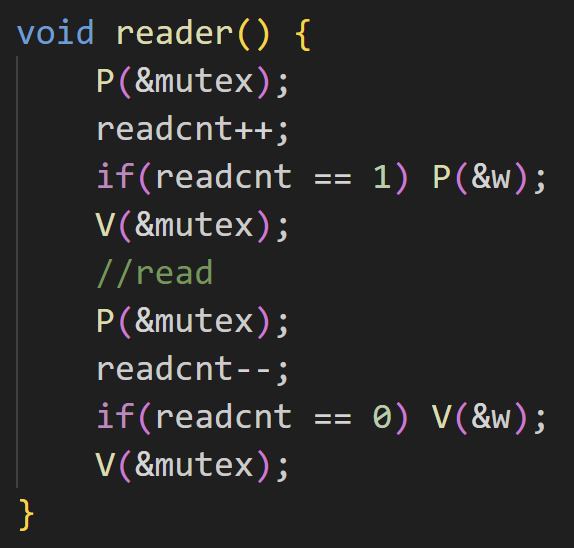 void reader() {
    P(&mutex);
    readcnt++;
    if(readcnt == 1) P(&w);
    V(&mutex);
    //read
    P(&mutex);
    readcnt--;
    if(readcnt == 0) V(&w);
    V(&mutex);
}